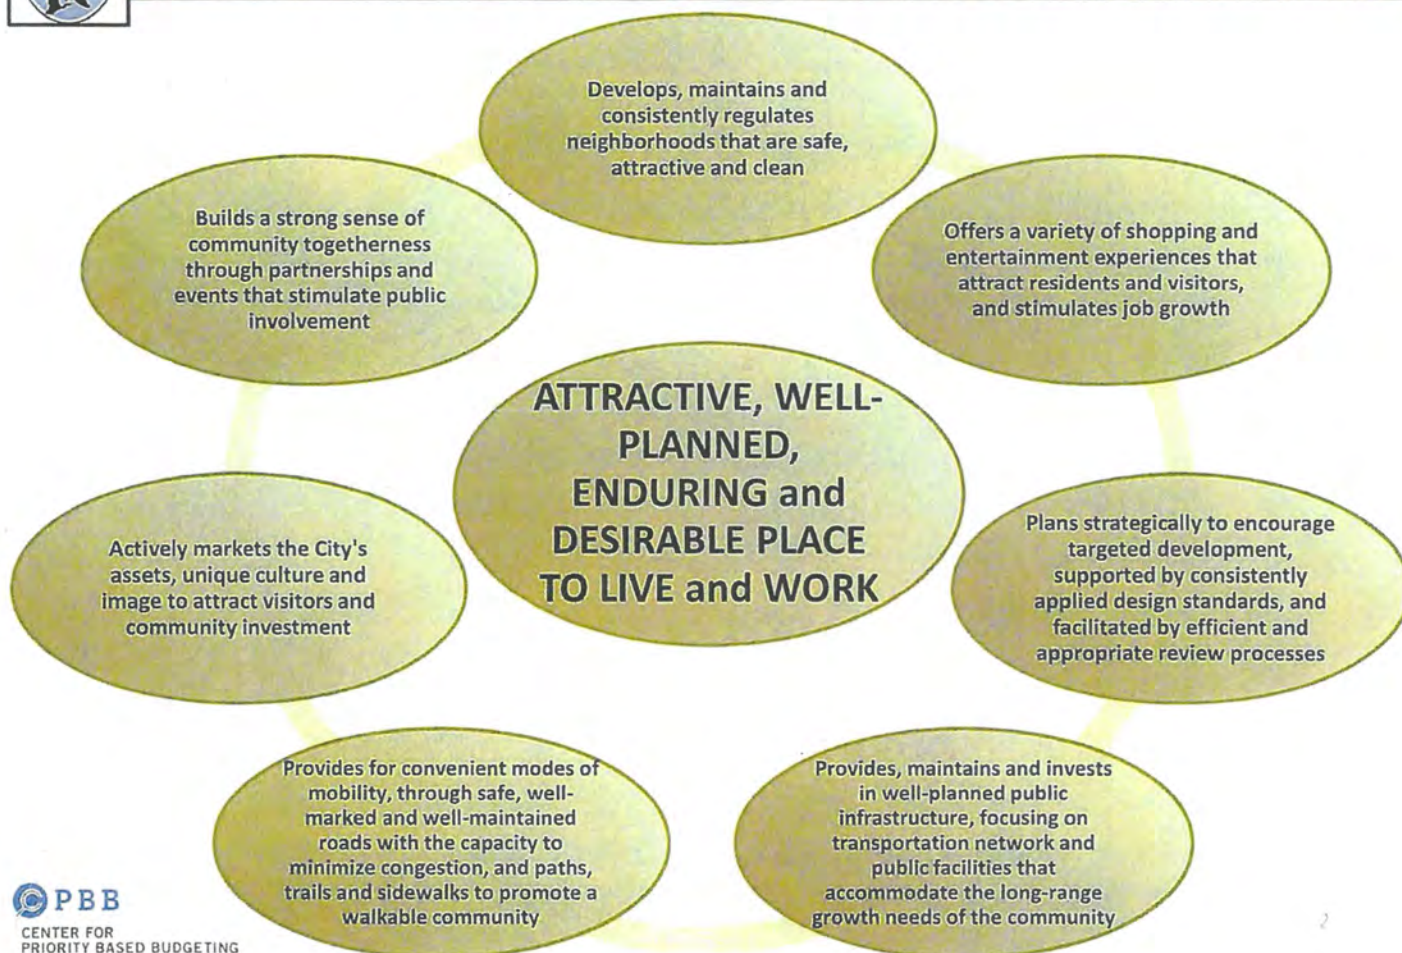 Develops, maintains and
consistently regulates
neighborhoods that are safe,
attractive and clean
Builds a strong sense of
community togetherness
through partnerships and
events that stimulate public
involvement
Offers a variety of shopping and
entertainment experiences that
attract residents and visitors,
and stimulates job growth
ATTRACTIVE, WELL-
PLANNED,
ENDURING and
DESIRABLE PLACE
TO LIVE and WORK
Actively markets the City's
assets, unique culture and
image to attract visitors and
community investment
Plans strategically to encourage
targeted development,
supported by consistently
applied design standards, and
facilitated by efficient and
appropriate review processes
Provides for convenient modes of
mobility, through safe, well-
marked and well-maintained
roads with the capacity to
minimize congestion, and paths,
trails and sidewalks to promote a
walkable community
Provides, maintains and invests
in well-planned public
infrastructure, focusing on
transportation network and
public facilities that
accommodate the long-range
growth needs of the community
PBB
CENTER FOR
PRIORITY BASED BUDGETING
2